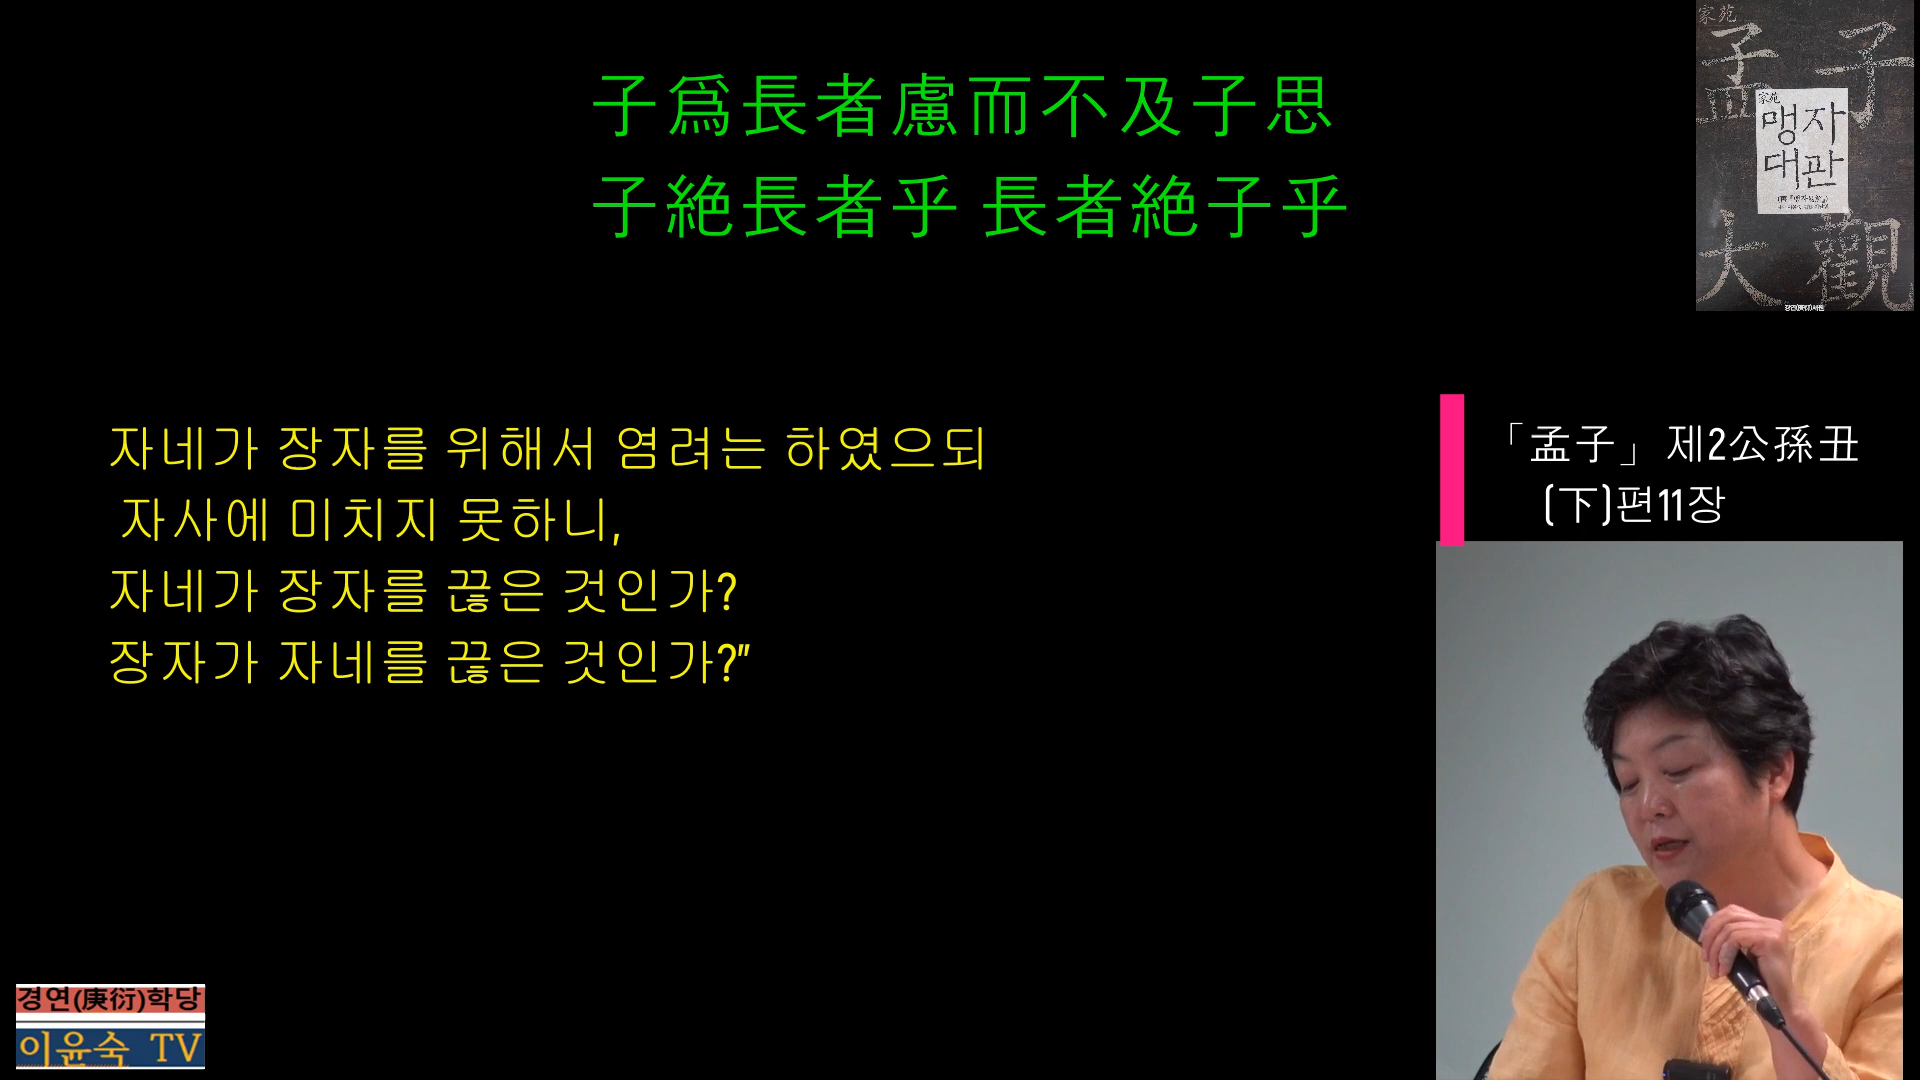 子爲長者慮而不及子思
子絶長者乎 長者絶子乎
자네가 장자를 위해서 염려는 하였으되
자사에 미치지 못하니,
자네가 장자를 끊은 것인가?
장자가 자네를 끊은 것인가?"
家苑
孟子
家苑
맹자
대관
大觀
「孟子」 제2公孫丑
(下)편11장
경연(庚衍)학당
이윤숙 TV